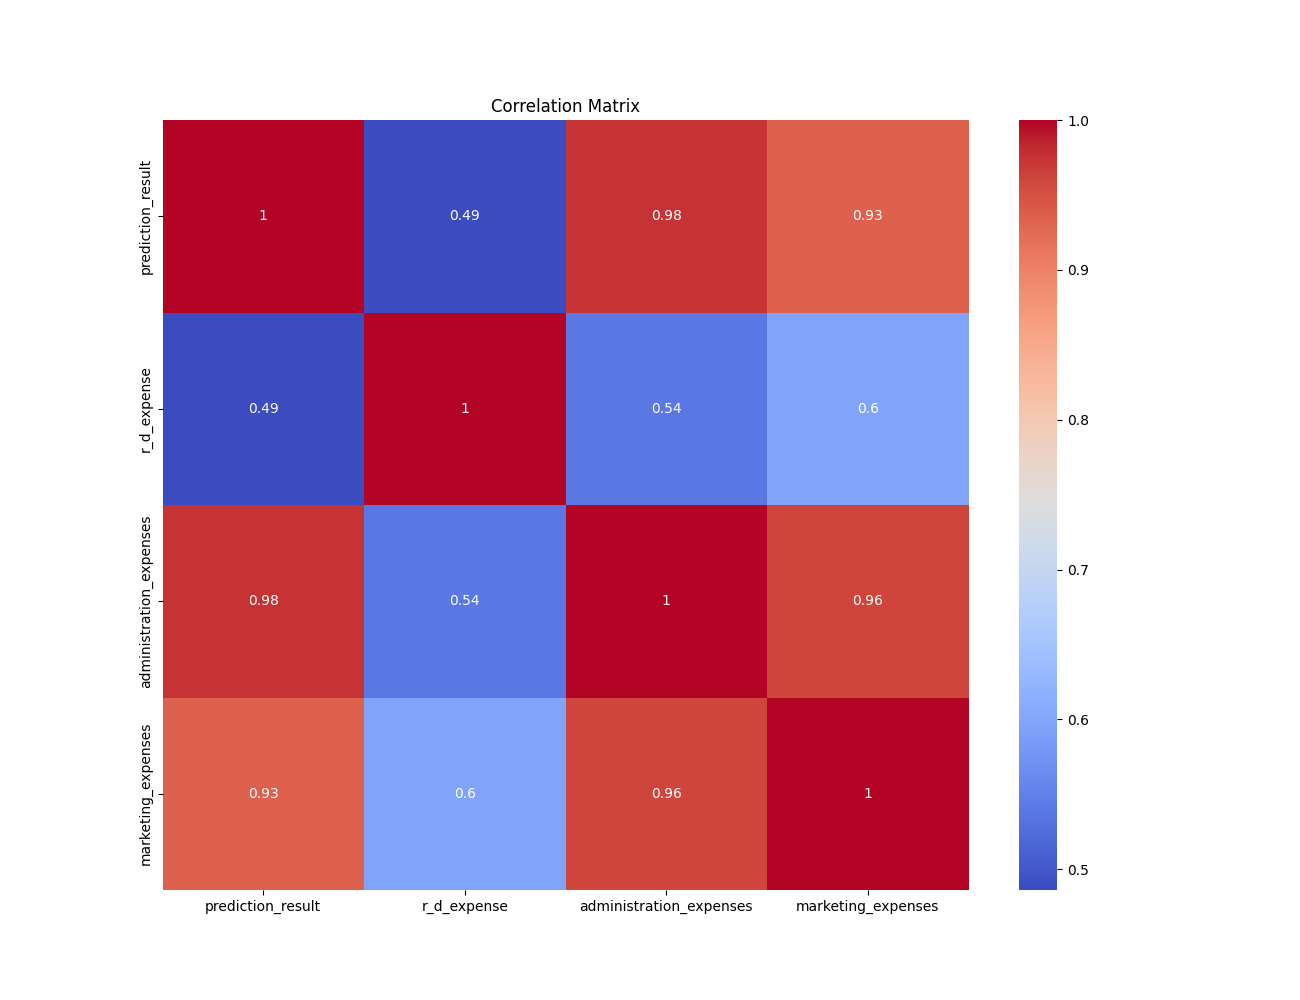 Correlation Matrix
prediction_result
1
0.49
0.98
0.93
r_d_expense
0.49
1
0.54
0.6
administration_expenses
0.98
0.54
1
0.96
marketing_expenses
0.93
0.6
0.96
1
prediction_result
r_d_expense
administration_expenses
marketing_expenses
1.0
0.9
0.8
0.7
0.6
0.5